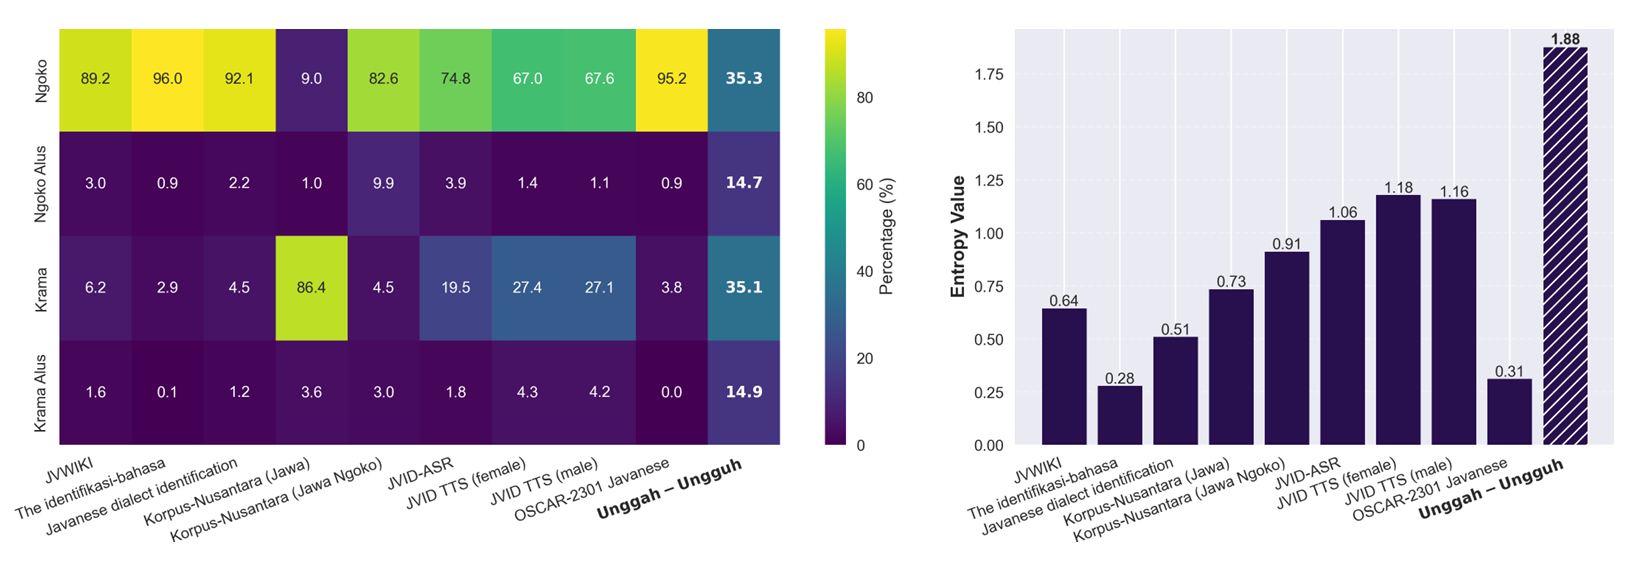 Ngoko
89.2 96.0 92.1 9.0 82.6 74.8 67.0 67.6 95.2 35.3
Ngoko Alus
3.0 0.9 2.2 1.0 9.9 3.9 1.4 1.1 0.9 14.7
Krama
6.2 2.9 4.5 86.4 4.5 19.5 27.4 27.1 3.8 35.1
Krama Alus
1.6 0.1 1.2 3.6 3.0 1.8 4.3 4.2 0.0 14.9
JVWIKI
The identifikasi-bahasa
Javanese dialect identification
Korpus-Nusantara (Jawa)
Korpus-Nusantara (Jawa Ngoko)
JVID-ASR
JVID TTS (female)
JVID TTS (male)
OSCAR-2301 Javanese
Unggah – Ungguh
80
60
40
20
0
Percentage (%)
Entropy Value
1.75
1.50
1.25
1.00
0.75
0.50
0.25
0.00
0.64
0.28
0.51
0.73
0.91
1.06
1.18
1.16
0.31
1.88
JVWIKI
The identifikasi-bahasa
Javanese dialect identification
Korpus-Nusantara (Jawa)
Korpus-Nusantara (Jawa Ngoko)
JVID-ASR
JVID TTS (female)
JVID TTS (male)
OSCAR-2301 Javanese
Unggah – Ungguh